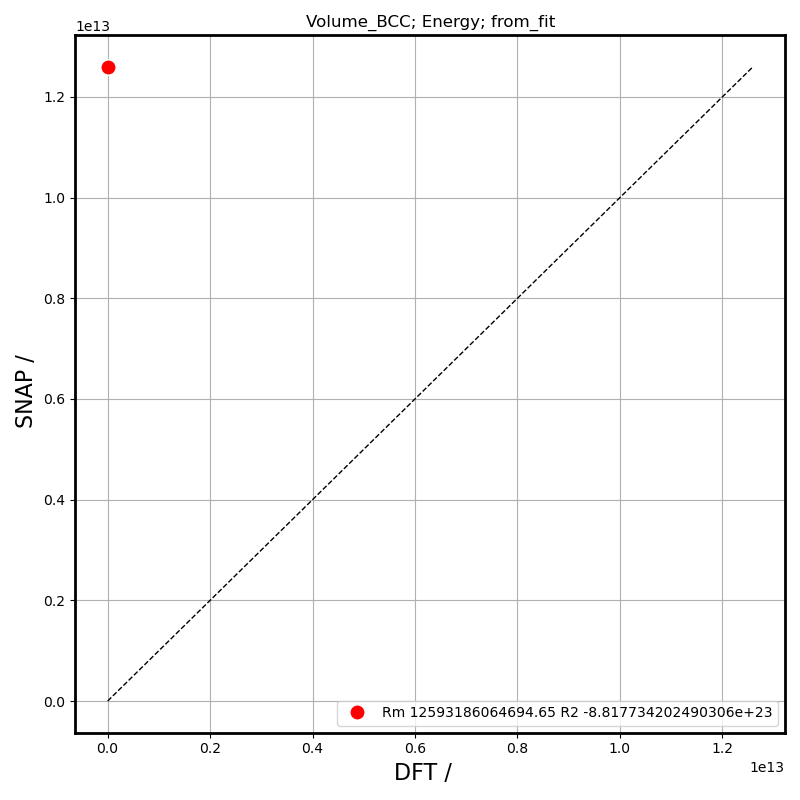 Volume_BCC; Energy; from_fit
1e13
1.2
1.0
0.8
0.6
0.4
0.2
0.0
SNAP /
Rm 12593186064694.65 R2 -8.817734202490306e+23
0.0 0.2 0.4 0.6 0.8 1.0 1.2
1e13
DFT /